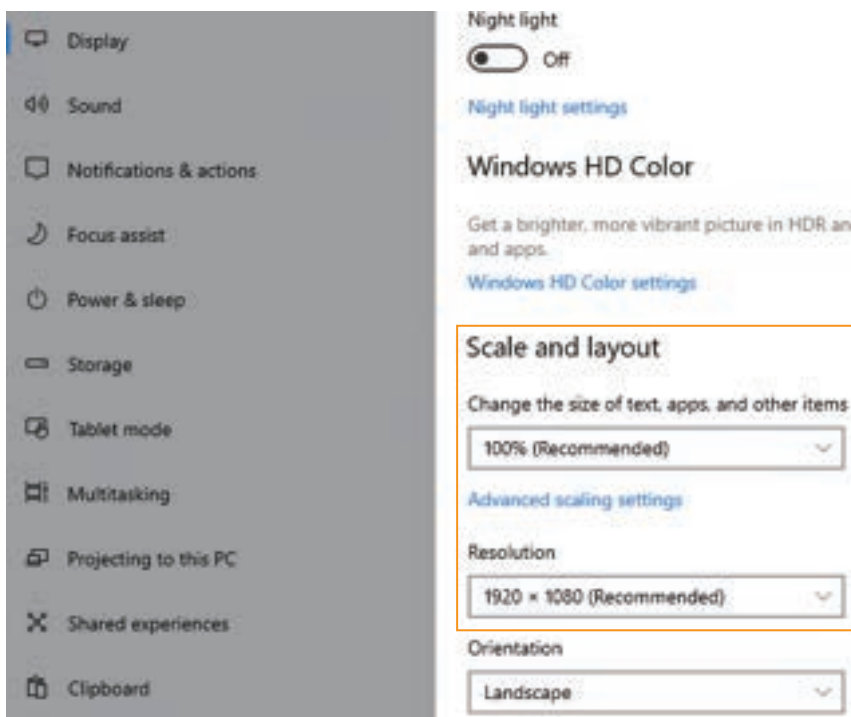 Display
Sound
Notifications & actions
Focus assist
Power & sleep
Storage
Tablet mode
Multitasking
Projecting to this PC
Shared experiences
Clipboard
Night light
Off
Night light settings
Windows HD Color
Get a brighter, more vibrant picture in HDR an
and apps.
Windows HD Color settings
Scale and layout
Change the size of text, apps, and other items
100% (Recommended)
Advanced scaling settings
Resolution
1920 × 1080 (Recommended)
Orientation
Landscape